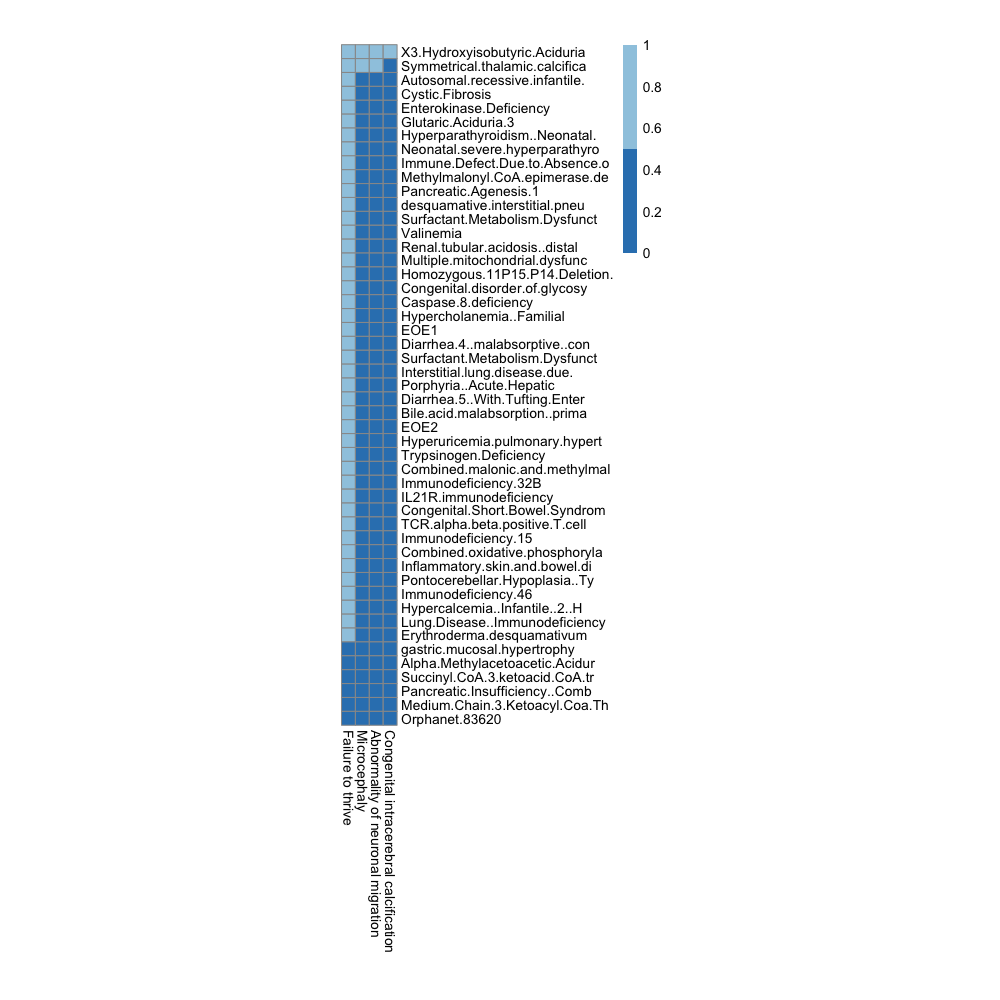 X3.Hydroxyisobutyric.Aciduria
Symmetrical.thalamic.calcifica
Autosomal.recessive.infantile.
Cystic.Fibrosis
Enterokinase.Deficiency
Glutaric.Aciduria.3
Hyperparathyroidism..Neonatal.
Neonatal.severe.hyperparathyro
Immune.Defect.Due.to.Absence.o
Methylmalonyl.CoA.epimerase.de
Pancreatic.Agenesis.1
desquamative.interstitial.pneu
Surfactant.Metabolism.Dysfunct
Valinemia
Renal.tubular.acidosis..distal
Multiple.mitochondrial.dysfunc
Homozygous.11P15.P14.Deletion.
Congenital.disorder.of.glycosy
Caspase.8.deficiency
Hypercholanemia..Familial
EOE1
Diarrhea.4..malabsorptive..con
Surfactant.Metabolism.Dysfunct
Interstitial.lung.disease.due.
Porphyria..Acute.Hepatic
Diarrhea.5..With.Tufting.Enter
Bile.acid.malabsorption..prima
EOE2
Hyperuricemia.pulmonary.hypert
Trypsinogen.Deficiency
Combined.malonic.and.methylmal
Immunodeficiency.32B
IL21R.immunodeficiency
Congenital.Short.Bowel.Syndrom
TCR.alpha.beta.positive.T.cell
Immunodeficiency.15
Combined.oxidative.phosphoryla
Inflammatory.skin.and.bowel.di
Pontocerebellar.Hypoplasia..Ty
Immunodeficiency.46
Hypercalcemia..Infantile..2..H
Lung.Disease..Immunodeficiency
Erythroderma.desquamativum
gastric.mucosal.hypertrophy
Alpha.Methylacetoacetic.Acidur
Succinyl.CoA.3.ketoacid.CoA.tr
Pancreatic.Insufficiency..Comb
Medium.Chain.3.Ketoacyl.Coa.Th
Orphanet.83620
1
0.8
0.6
0.4
0.2
0
Failure to thrive
Microcephaly
Abnormality of neuronal migration
Congenital intracerebral calcification